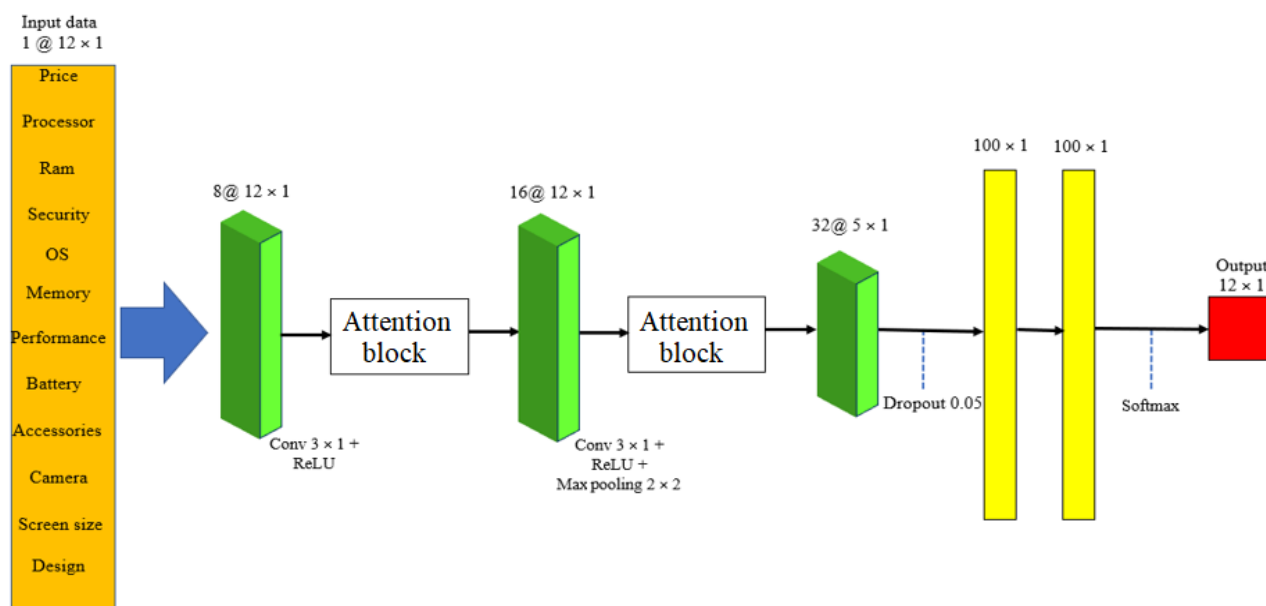 Input data
1 @ 12 × 1
Price
Processor
Ram
Security
OS
Memory
Performance
Battery
Accessories
Camera
Screen size
Design
8@ 12 × 1
Conv 3 × 1 +
ReLU
Attention
block
16@ 12 × 1
Conv 3 × 1 +
ReLU +
Max pooling 2 × 2
Attention
block
32@ 5 × 1
Dropout 0.05
100 × 1
100 × 1
Softmax
Output
12 × 1